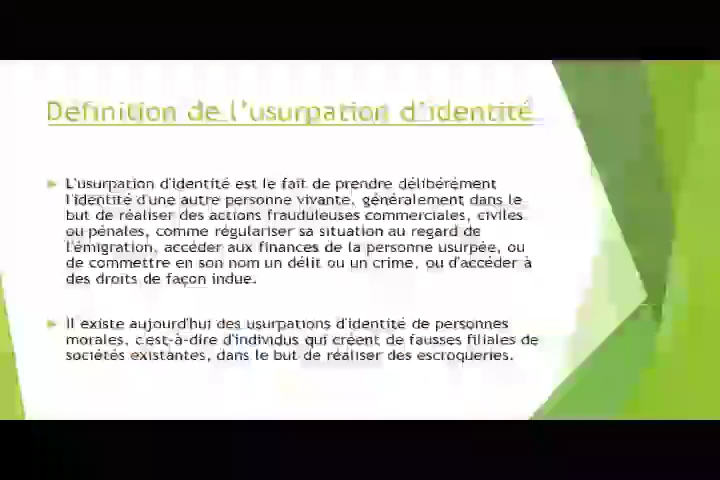 Définition de l'usurpation d'identité
L'usurpation d'identité est le fait de prendre délibérément
l'identité d'une autre personne vivante, généralement dans le
but de réaliser des actions frauduleuses commerciales, civiles
ou pénales, comme régulariser sa situation au regard de
l'émigration, accéder aux finances de la personne usurpée, ou
de commettre en son nom un délit ou un crime, ou d'accéder à
des droits de façon indue.
Il existe aujourd'hui des usurpations d'identité de personnes
morales, c'est-à-dire d'individus qui créent de fausses filiales de
sociétés existantes, dans le but de réaliser des escroqueries.